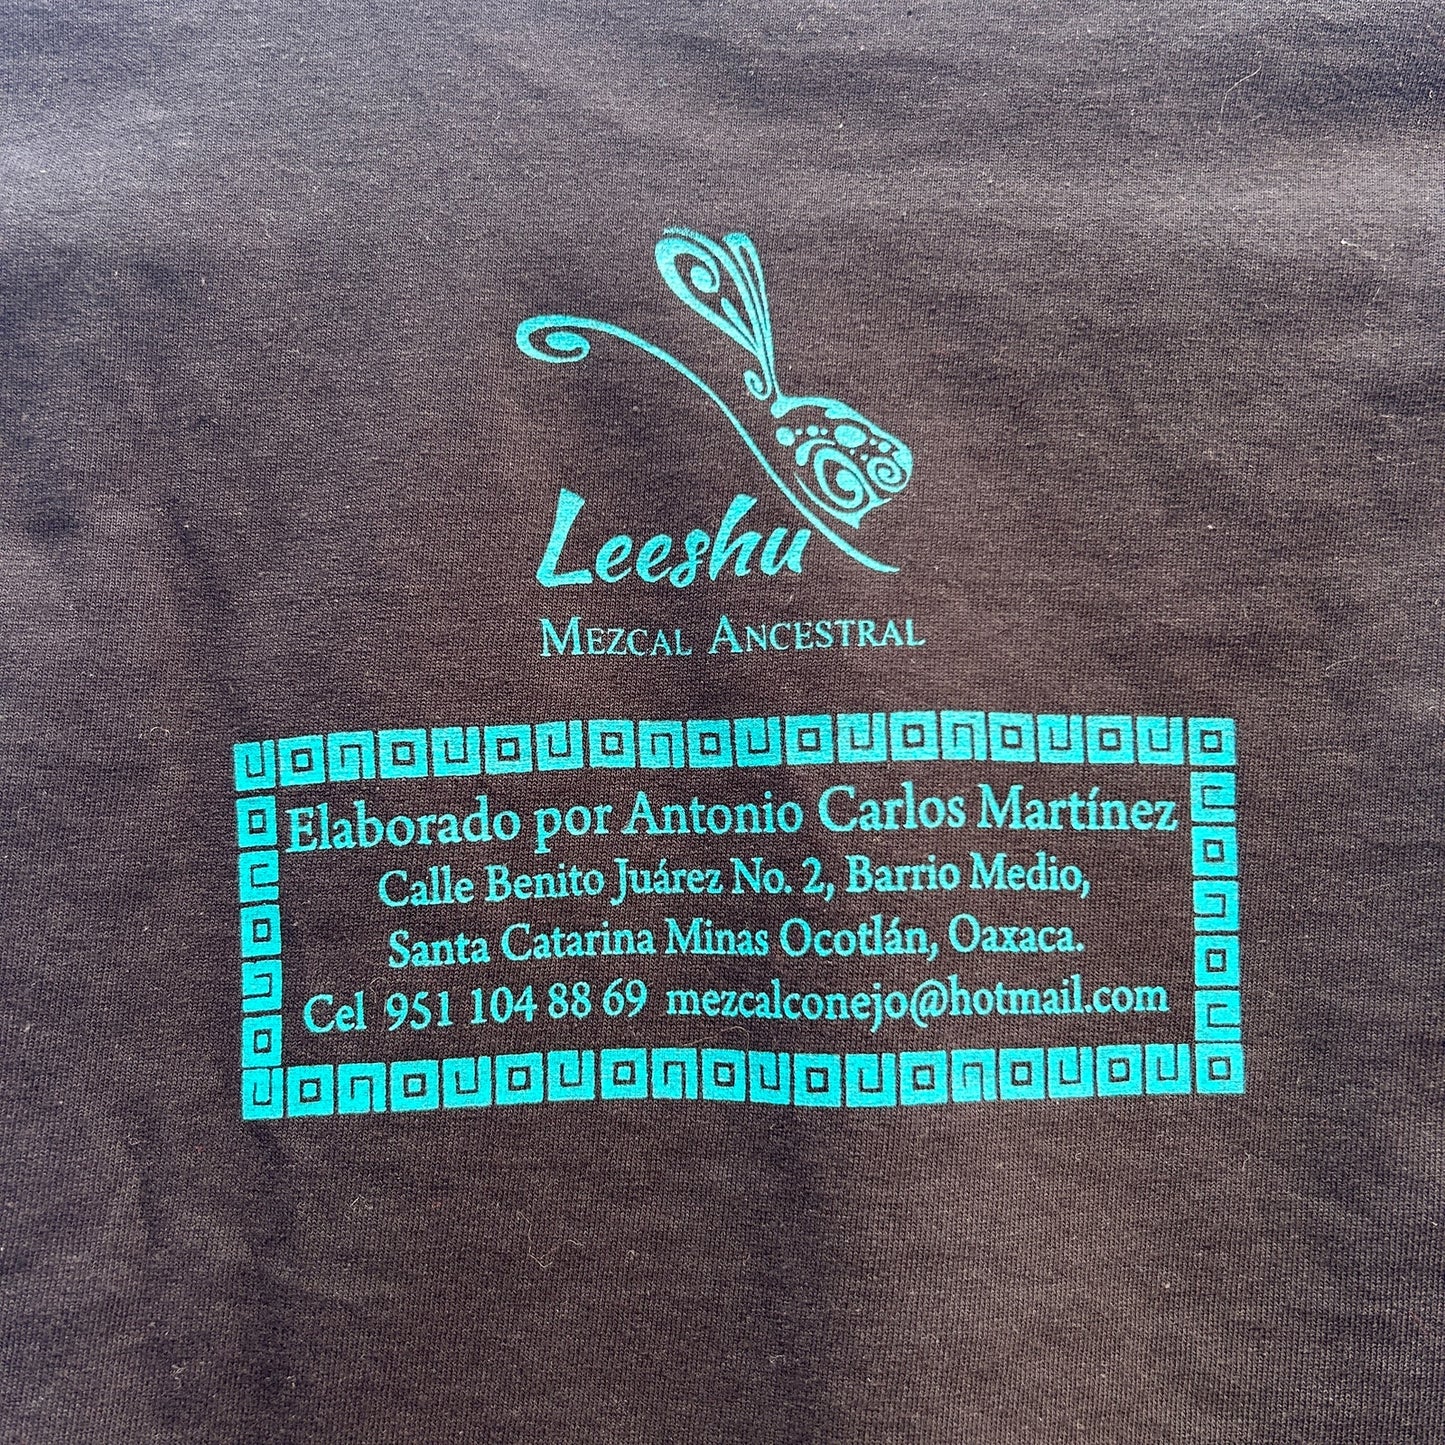 Leeshu
Mezcal Ancestral
Elaborado por Antonio Carlos Martínez
Calle Benito Juárez No. 2, Barrio Medio,
Santa Catarina Minas Ocotlán, Oaxaca.
Cel 951 104 88 69 mezcalconejo@hotmail.com